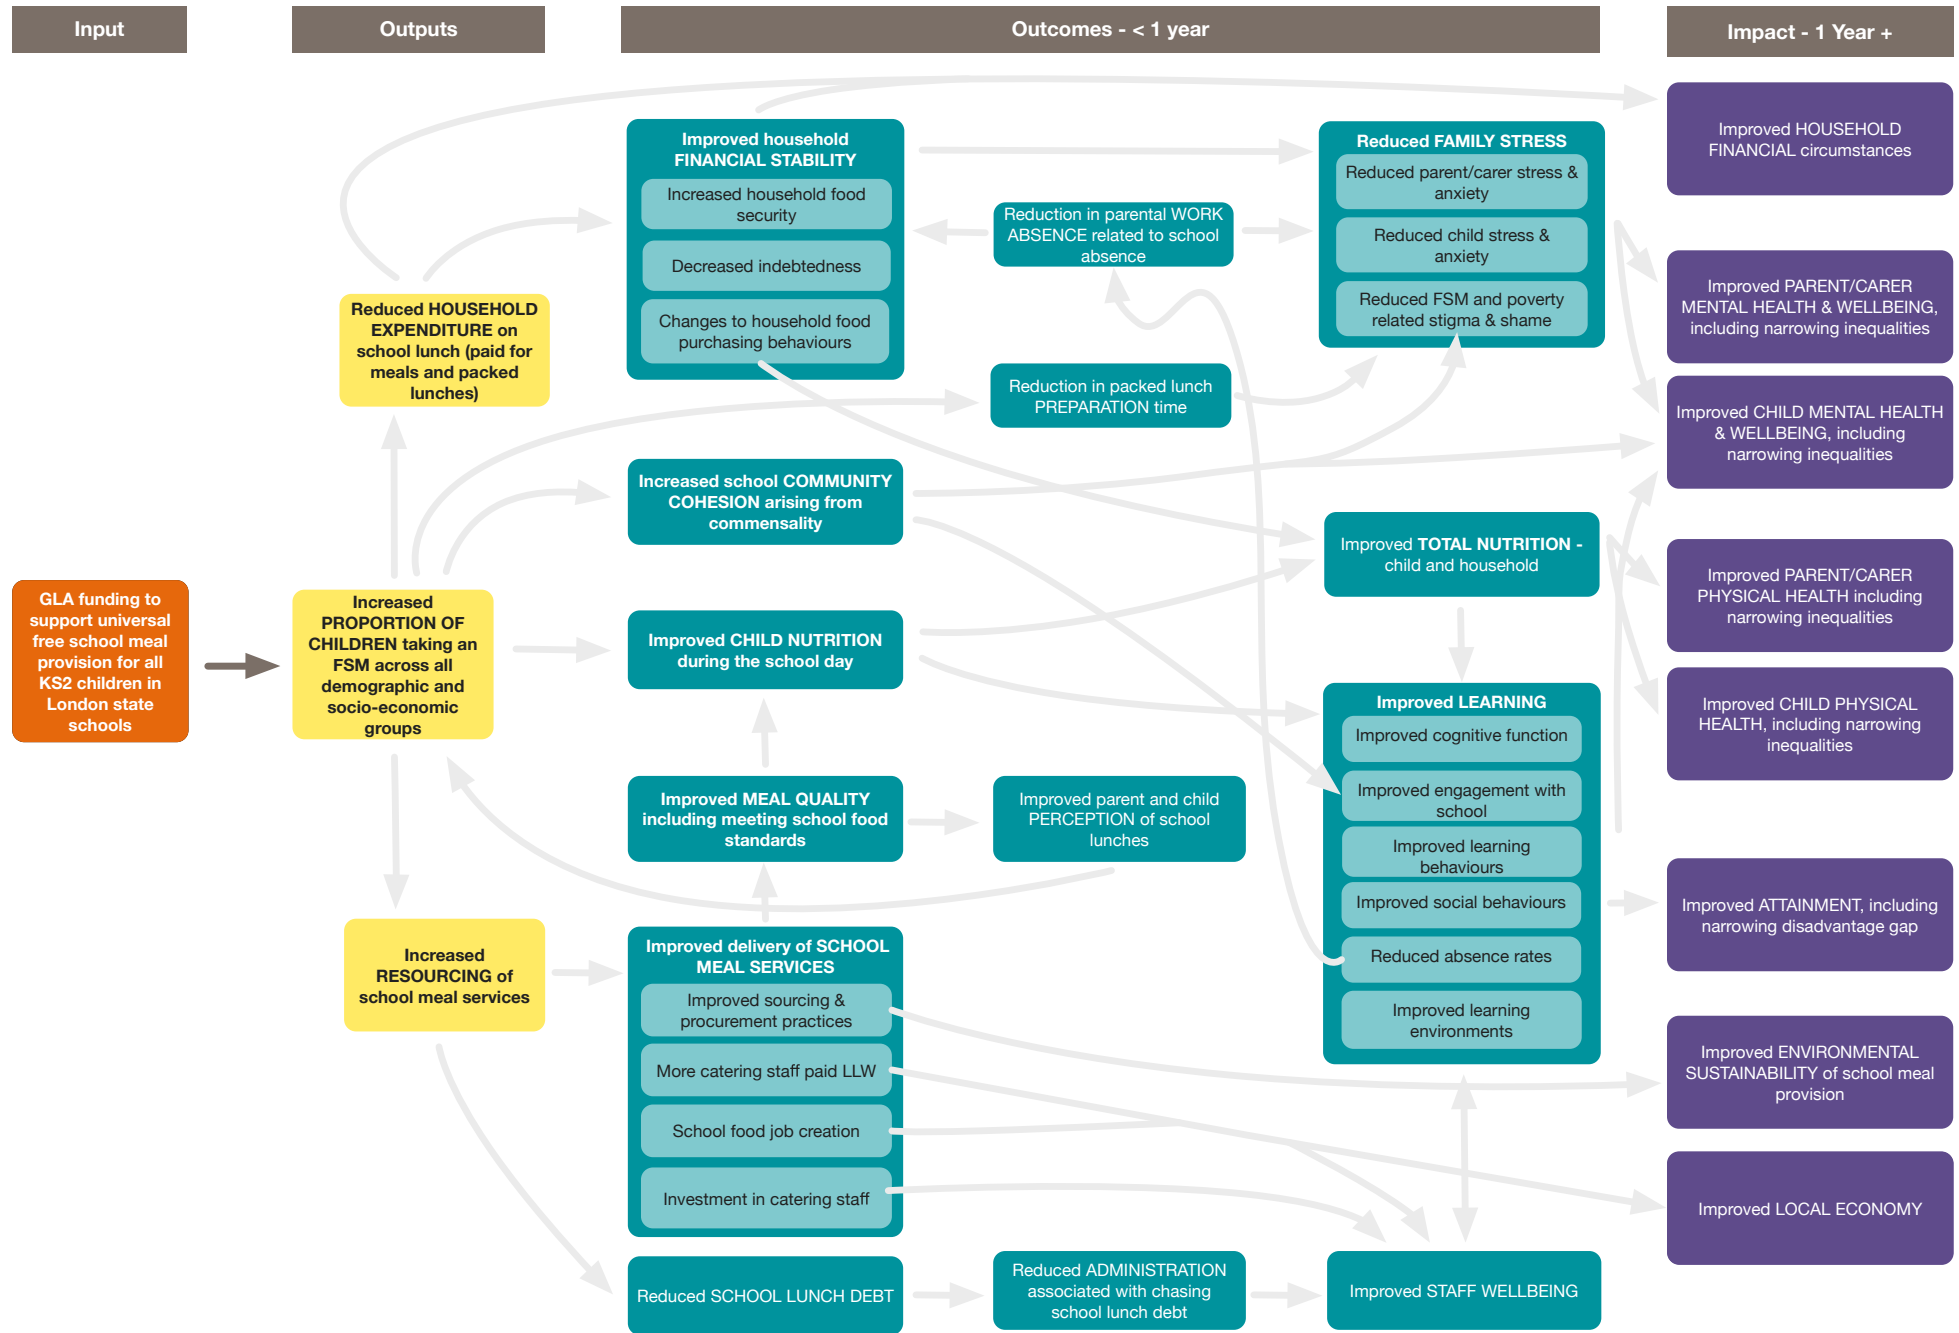 Input
Outputs
Outcomes - < 1 year
Impact - 1 Year +
GLA funding to
support universal
free school meal
provision for all
KS2 children in
London state
schools
Reduced HOUSEHOLD
EXPENDITURE on
school lunch (paid for
meals and packed
lunches)
Increased
PROPORTION OF
CHILDREN taking an
FSM across all
demographic and
socio-economic
groups
Increased
RESOURCING of
school meal services
Improved household
FINANCIAL STABILITY
Increased household food
security
Decreased indebtedness
Changes to household food
purchasing behaviours
Increased school COMMUNITY
COHESION arising from
commensality
Improved CHILD NUTRITION
during the school day
Improved MEAL QUALITY
including meeting school food
standards
Improved delivery of SCHOOL
MEAL SERVICES
Improved sourcing &
procurement practices
More catering staff paid LLW
School food job creation
Investment in catering staff
Reduced SCHOOL LUNCH DEBT
Reduction in parental WORK
ABSENCE related to school
absence
Reduction in packed lunch
PREPARATION time
Improved parent and child
PERCEPTION of school
lunches
Reduced ADMINISTRATION
associated with chasing
school lunch debt
Reduced FAMILY STRESS
Reduced parent/carer stress &
anxiety
Reduced child stress &
anxiety
Reduced FSM and poverty
related stigma & shame
Improved TOTAL NUTRITION -
child and household
Improved LEARNING
Improved cognitive function
Improved engagement with
school
Improved learning
behaviours
Improved social behaviours
Reduced absence rates
Improved learning
environments
Improved STAFF WELLBEING
Improved HOUSEHOLD
FINANCIAL circumstances
Improved PARENT/CARER
MENTAL HEALTH & WELLBEING,
including narrowing inequalities
Improved CHILD MENTAL HEALTH
& WELLBEING, including
narrowing inequalities
Improved PARENT/CARER
PHYSICAL HEALTH including
narrowing inequalities
Improved CHILD PHYSICAL
HEALTH, including narrowing
inequalities
Improved ATTAINMENT, including
narrowing disadvantage gap
Improved ENVIRONMENTAL
SUSTAINABILITY of school meal
provision
Improved LOCAL ECONOMY